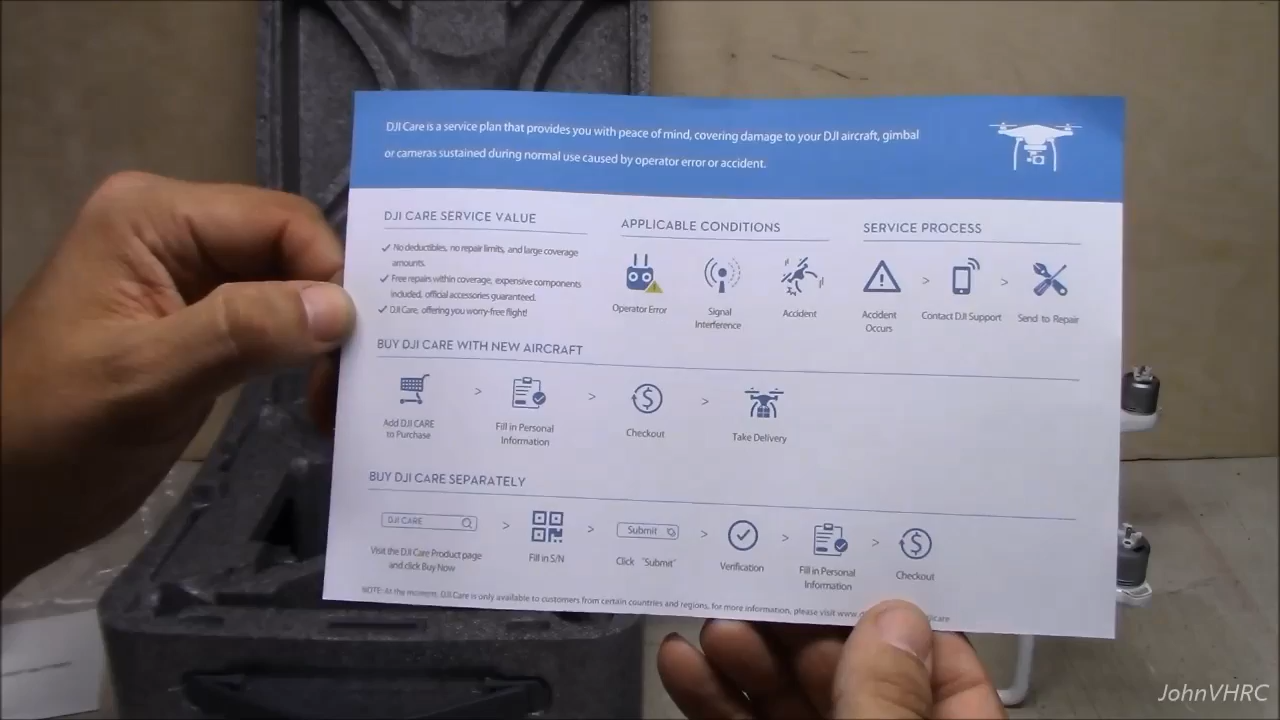 DJI Care is a service plan that provides you with peace of mind, covering damage to your DJI aircraft, gimbal
or cameras sustained during normal use caused by operator error or accident.
DJI CARE SERVICE VALUE
No deductibles, no repair limits, and large coverage
amounts.
Free repairs within coverage, expensive components
included, official accessories guaranteed.
DJI Care, offering you worry-free flight!
APPLICABLE CONDITIONS
Operator Error
Signal
Interference
Accident
SERVICE PROCESS
Accident
Occurs
>
Contact DJI Support
>
Send to Repair
BUY DJI CARE WITH NEW AIRCRAFT
Add DJI CARE
to Purchase
>
Fill in Personal
Information
>
Checkout
>
Take Delivery
BUY DJI CARE SEPARATELY
DJI CARE
Visit the DJI Care Product page
and click Buy Now
>
Fill in S/N
>
Submit
Click "Submit"
>
Verification
>
Fill in Personal
Information
>
Checkout
NOTE: At the moment, DJI Care is only available to customers from certain countries and regions, for more information, please visit
JohnVHRC